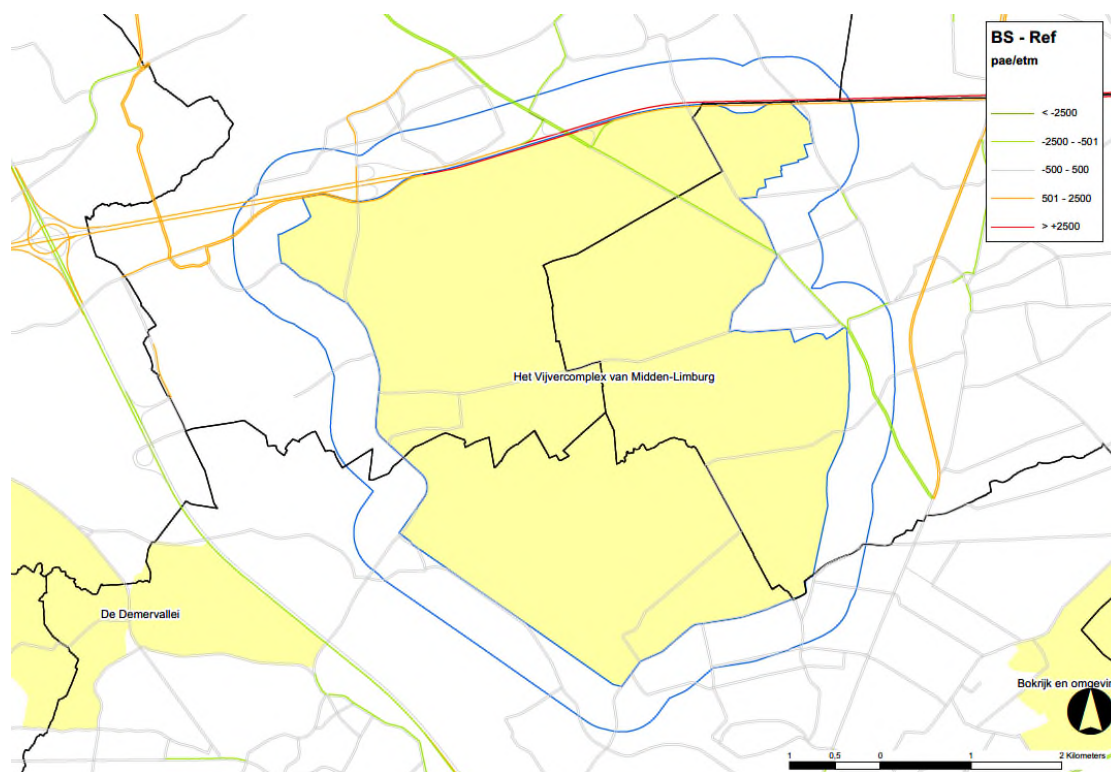 BS - Ref
pae/etm
< -2500
-2500 - -501
-500 - 500
501 - 2500
> +2500
Het Vijvercomplex van Midden-Limburg
De Demervallei
Bokrijk en omgevin
1 0,5 0 1 2 Kilometers